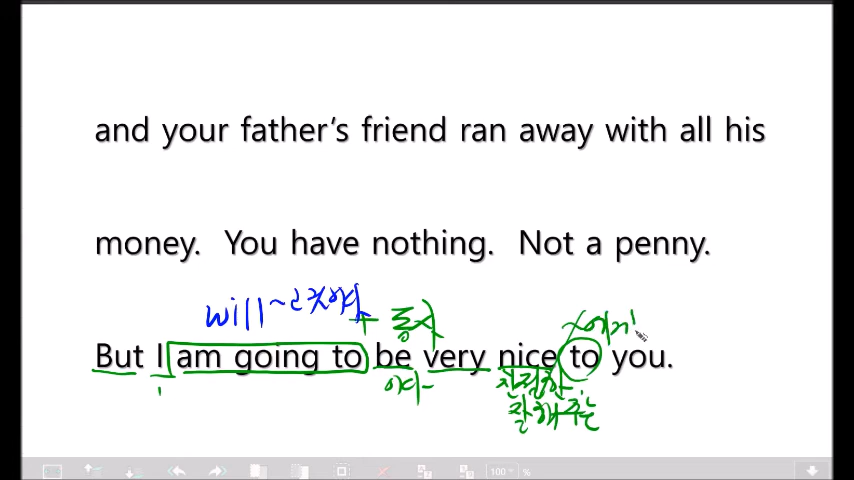 and your father's friend ran away with all his
money. You have nothing. Not a penny.
will ~ㄹ것이다 + 동사
~에게
But I am going to be very nice to you.
이다 친절한
잘해주는
100 %